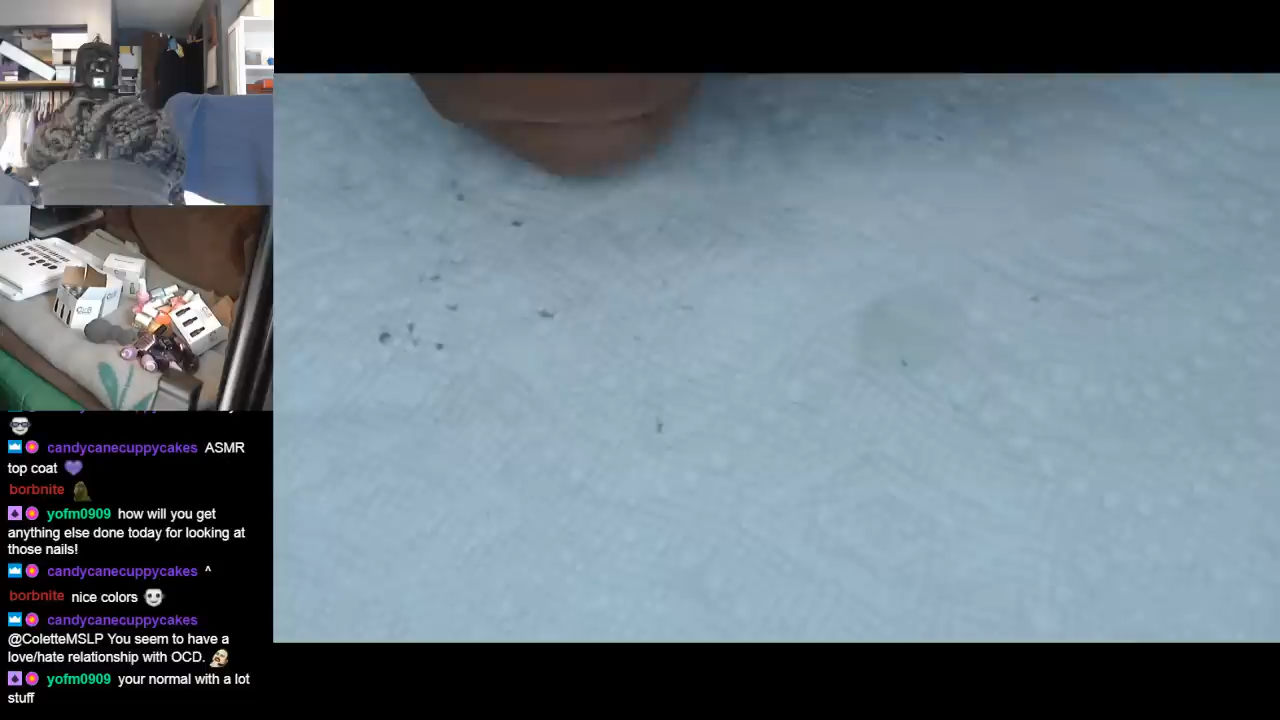 candycanecuppycakes ASMR
top coat
borbnite
yofm0909 how will you get
anything else done today for looking at
those nails!
candycanecuppycakes ^
borbnite nice colors
candycanecuppycakes
@ColetteMSLP You seem to have a
love/hate relationship with OCD.
yofm0909 your normal with a lot
stuff